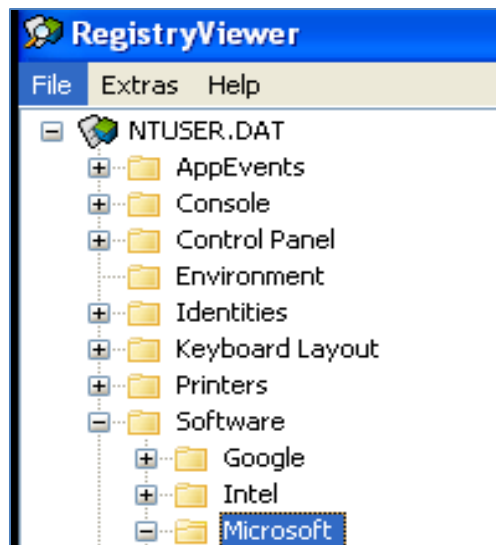 RegistryViewer
File Extras Help
NTUSER.DAT
AppEvents
Console
Control Panel
Environment
Identities
Keyboard Layout
Printers
Software
Google
Intel
Microsoft